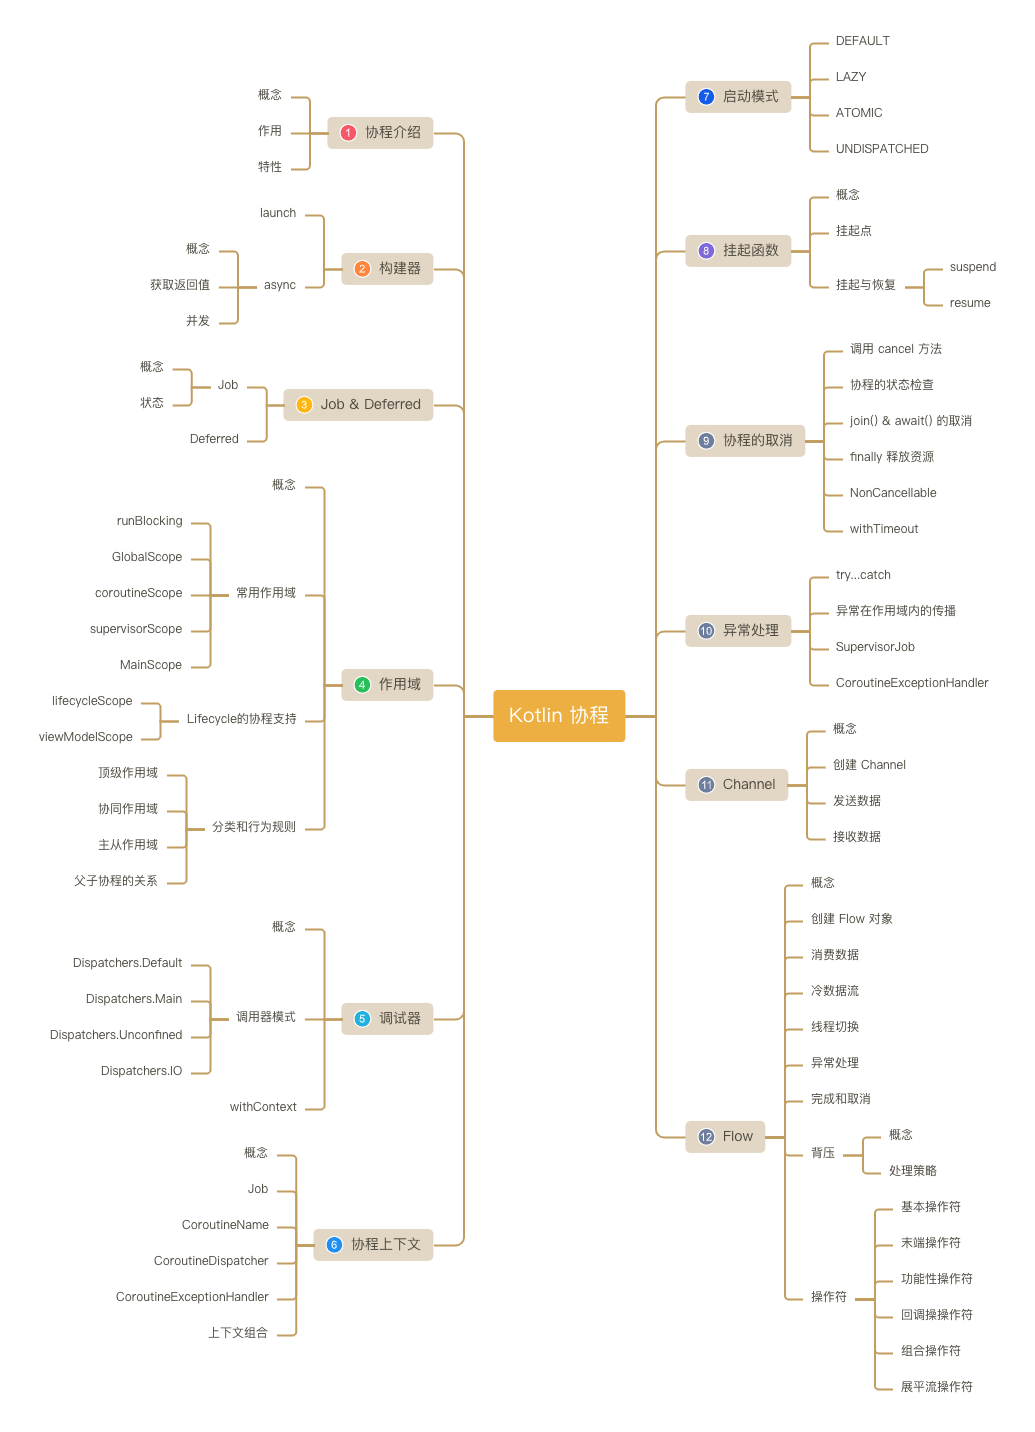 Kotlin 协程
1 协程介绍
概念
作用
特性
2 构建器
launch
async
概念
获取返回值
并发
3 Job & Deferred
Job
概念
状态
Deferred
4 作用域
概念
常用作用域
runBlocking
GlobalScope
coroutineScope
supervisorScope
MainScope
Lifecycle的协程支持
lifecycleScope
viewModelScope
分类和行为规则
顶级作用域
协同作用域
主从作用域
父子协程的关系
5 调试器
概念
调用器模式
Dispatchers.Default
Dispatchers.Main
Dispatchers.Unconfined
Dispatchers.IO
withContext
6 协程上下文
概念
Job
CoroutineName
CoroutineDispatcher
CoroutineExceptionHandler
上下文组合
7 启动模式
DEFAULT
LAZY
ATOMIC
UNDISPATCHED
8 挂起函数
概念
挂起点
挂起与恢复
suspend
resume
9 协程的取消
调用 cancel 方法
协程的状态检查
join() & await() 的取消
finally 释放资源
NonCancellable
withTimeout
10 异常处理
try...catch
异常在作用域内的传播
SupervisorJob
CoroutineExceptionHandler
11 Channel
概念
创建 Channel
发送数据
接收数据
12 Flow
概念
创建 Flow 对象
消费数据
冷数据流
线程切换
异常处理
完成和取消
背压
概念
处理策略
操作符
基本操作符
末端操作符
功能性操作符
回调操操作符
组合操作符
展平流操作符